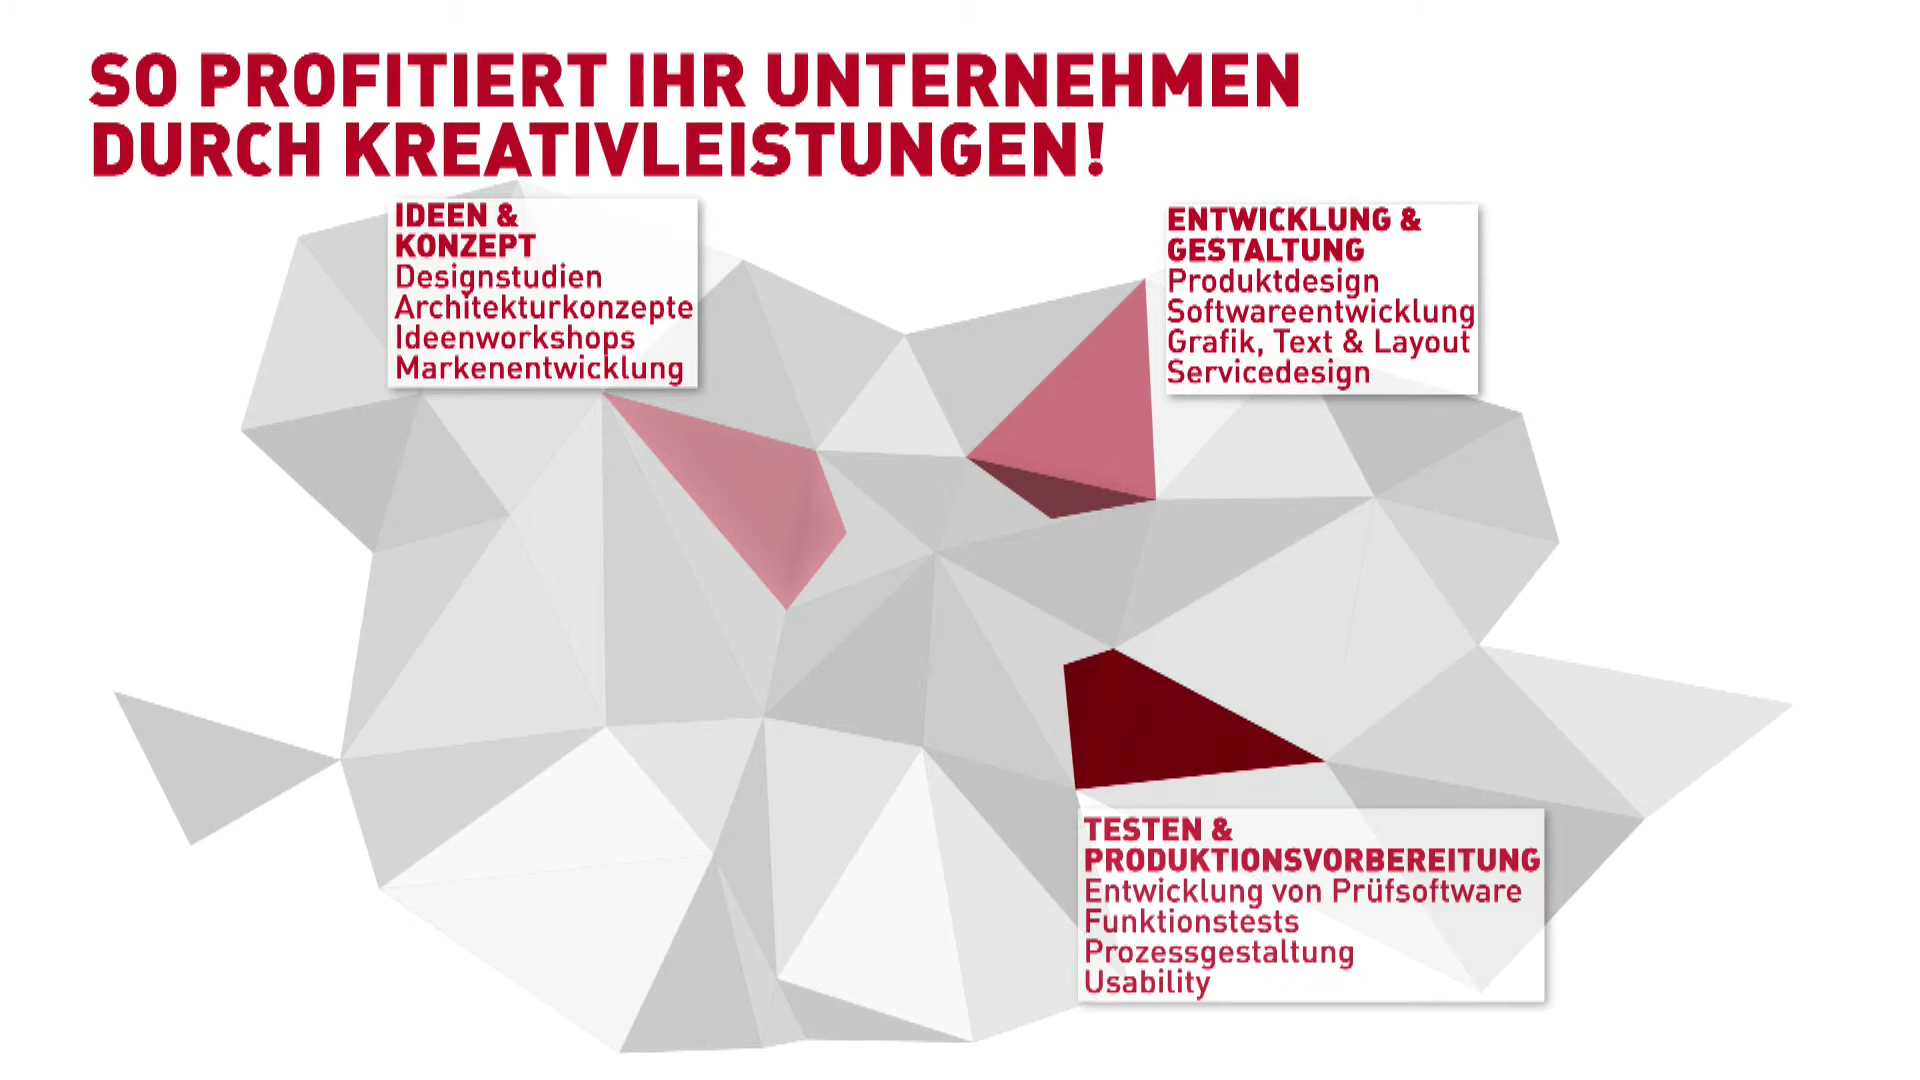 SO PROFITIERT IHR UNTERNEHMEN
DURCH KREATIVLEISTUNGEN!
IDEEN &
KONZEPT
Designstudien
Architekturkonzepte
Ideenworkshops
Markenentwicklung
ENTWICKLUNG &
GESTALTUNG
Produktdesign
Softwareentwicklung
Grafik, Text & Layout
Servicedesign
TESTEN &
PRODUKTIONSVORBEREITUNG
Entwicklung von Prüfsoftware
Funktionstests
Prozessgestaltung
Usability